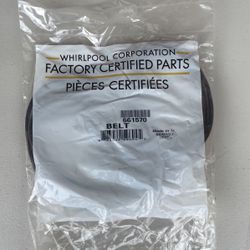 WHIRLPOOL CORPORATION
FACTORY CERTIFIED PARTS
PIÈCES CERTIFIÉES
661570
BELT